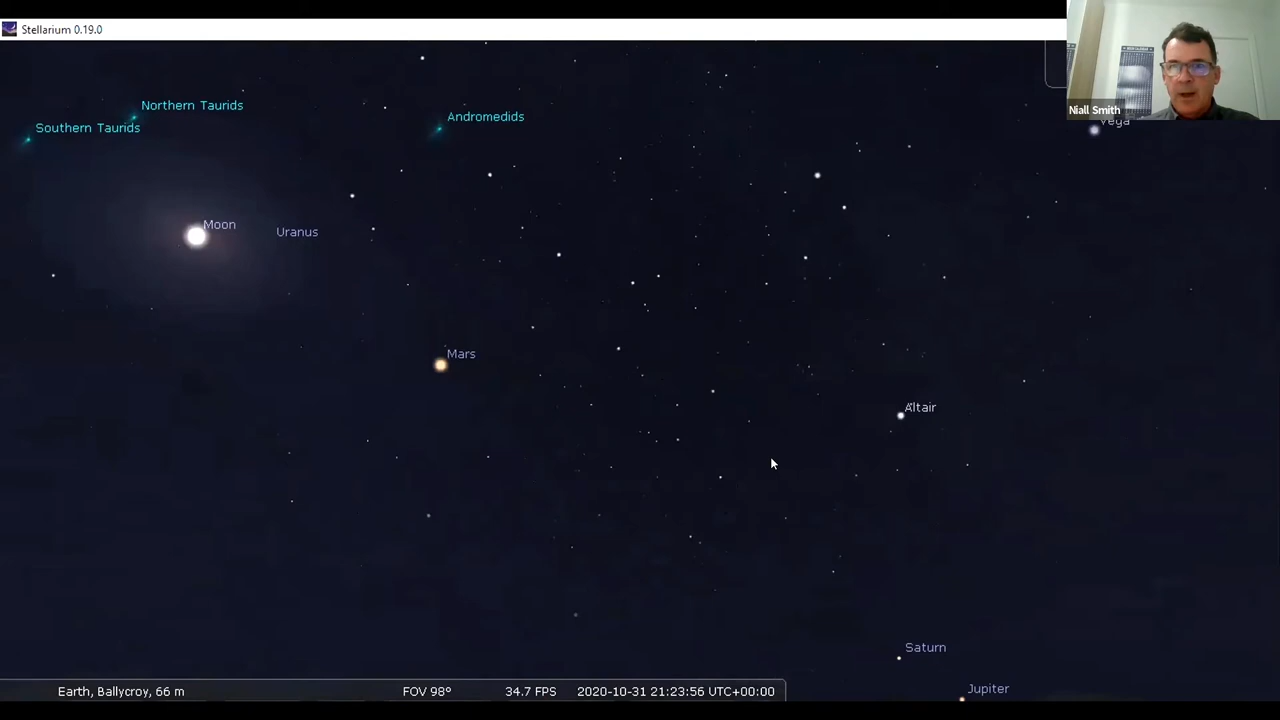 Stellarium 0.19.0
Niall Smith
Vega
Northern Taurids
Andromedids
Southern Taurids
Moon
Uranus
Mars
Altair
Saturn
Jupiter
Earth, Ballycroy, 66 m
FOV 98°
34.7 FPS
2020-10-31 21:23:56 UTC+00:00